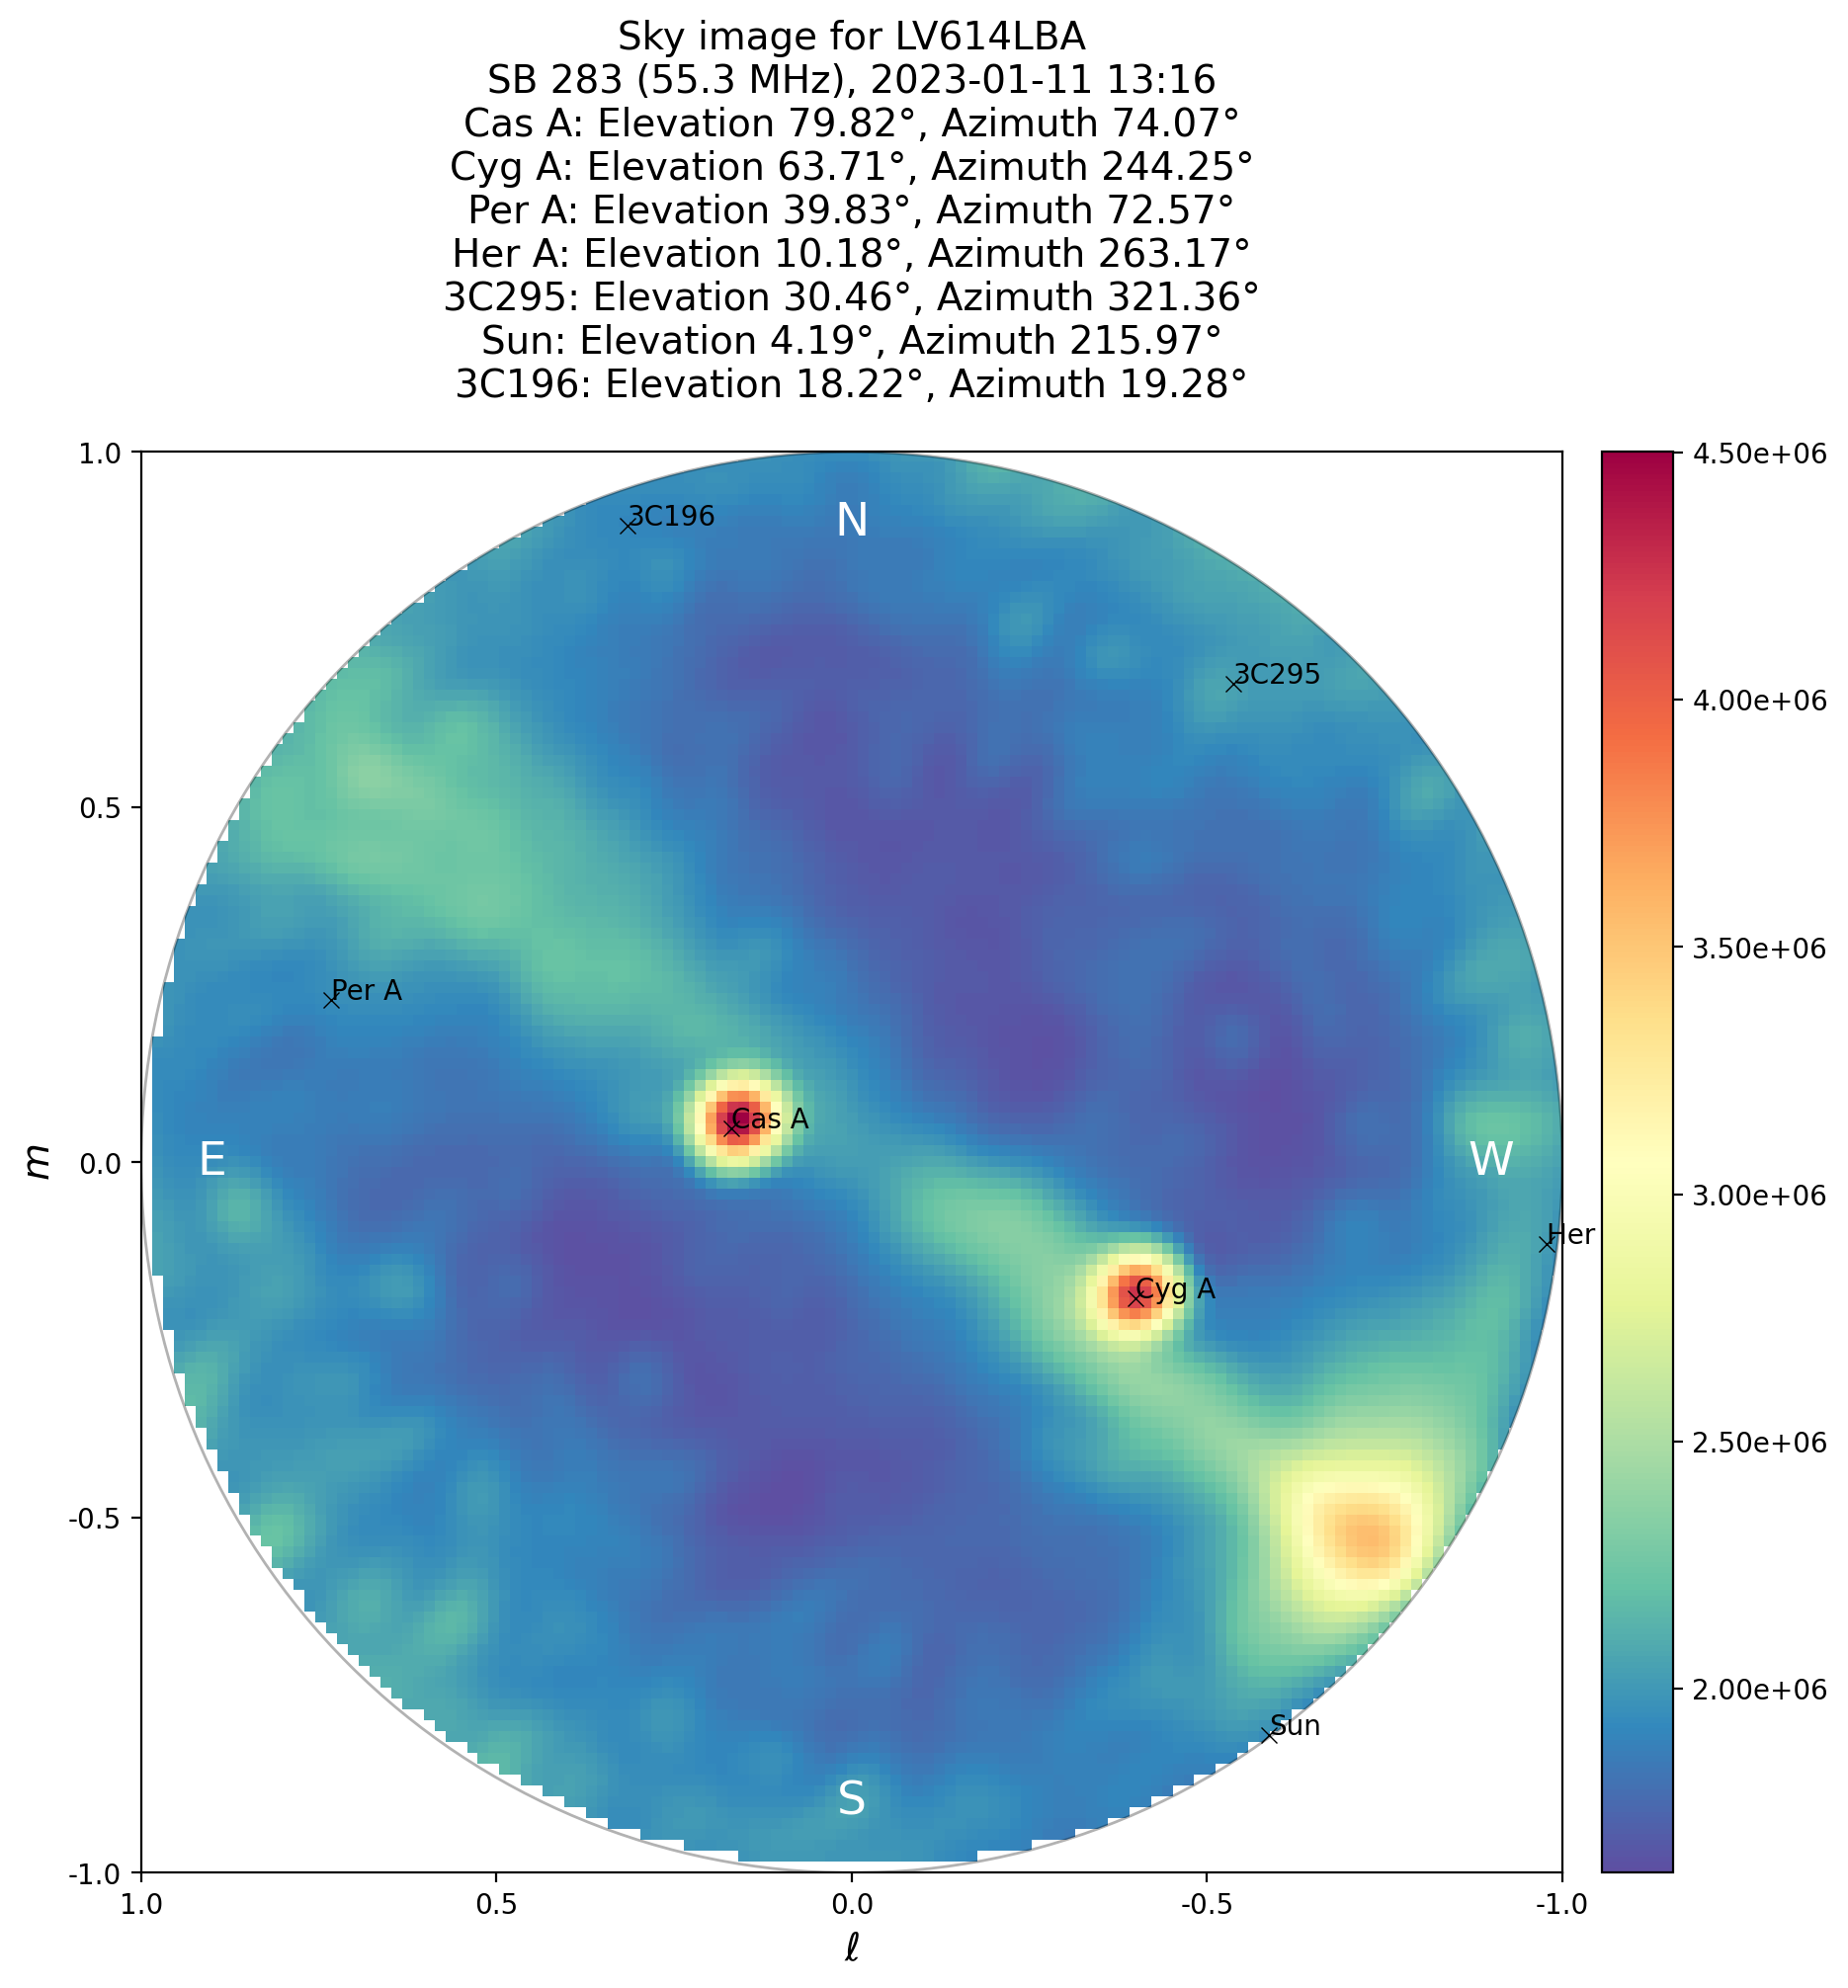 Sky image for LV614LBA
SB 283 (55.3 MHz), 2023-01-11 13:16
Cas A: Elevation 79.82°, Azimuth 74.07°
Cyg A: Elevation 63.71°, Azimuth 244.25°
Per A: Elevation 39.83°, Azimuth 72.57°
Her A: Elevation 10.18°, Azimuth 263.17°
3C295: Elevation 30.46°, Azimuth 321.36°
Sun: Elevation 4.19°, Azimuth 215.97°
3C196: Elevation 18.22°, Azimuth 19.28°
1.0
4.50e+06
3C196
N
3C295
4.00e+06
0.5
3.50e+06
Per A
Cas A
m
0.0
E
W
3.00e+06
Her
Cyg A
2.50e+06
-0.5
2.00e+06
Sun
S
-1.0
1.0
0.5
0.0
-0.5
-1.0
ℓ